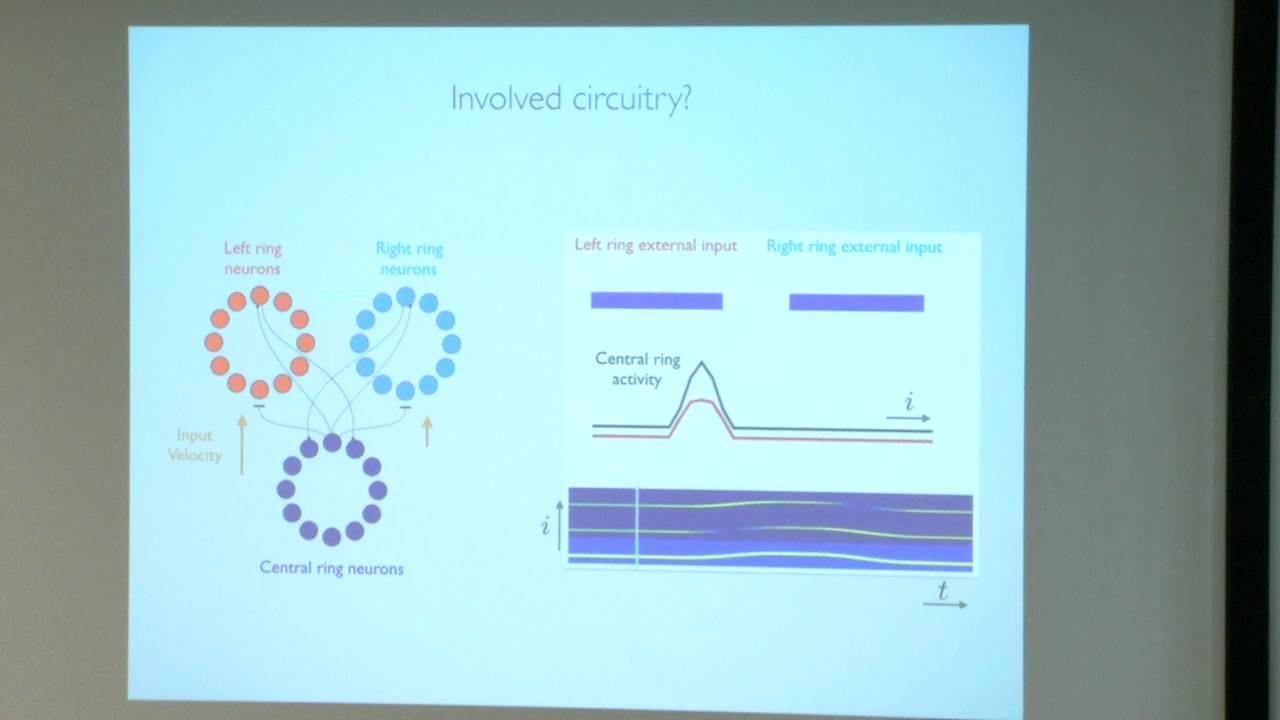 Involved circuitry?
Left ring
neurons
Right ring
neurons
Input
Velocity
Central ring neurons
Left ring external input
Right ring external input
Central ring
activity
i
i
t